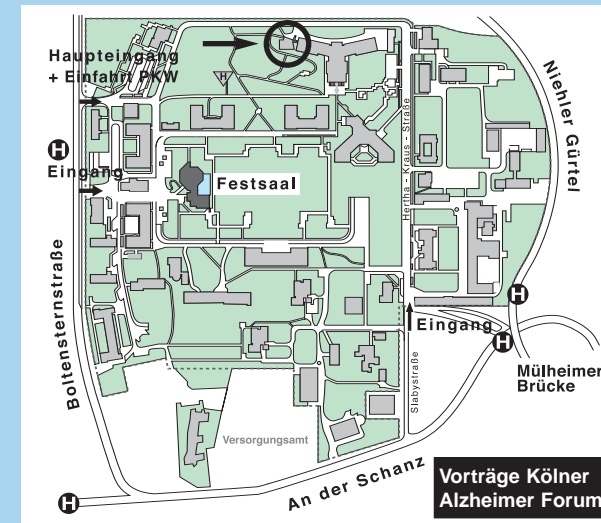 Haupteingang
+ Einfahrt PKW
H
H
Eingang
Festsaal
Hertha - Kraus - Straße
Niehler Gürtel
Boltensternstraße
H
Eingang
H
Mülheimer
Brücke
Slabystraße
Versorgungsamt
An der Schanz
H
Vorträge Kölner
Alzheimer Forum